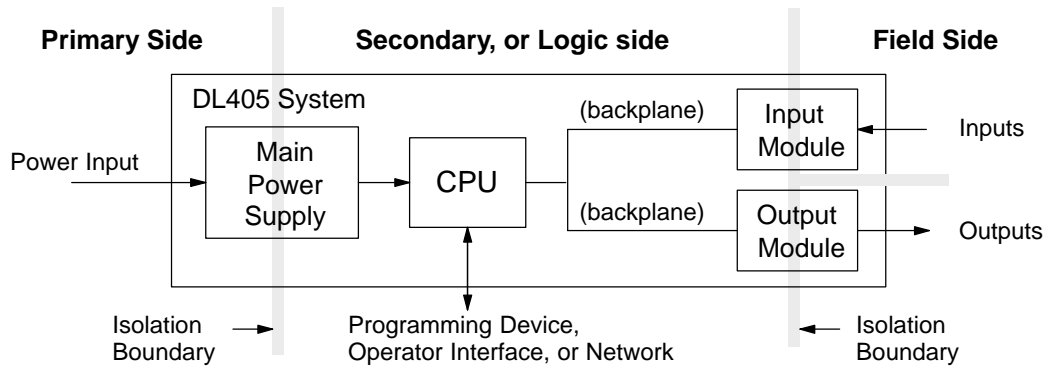 Primary Side
Secondary, or Logic side
Field Side
DL405 System
Power Input
Main
Power
Supply
CPU
(backplane)
(backplane)
Input
Module
Output
Module
Inputs
Outputs
Isolation
Boundary
Programming Device,
Operator Interface, or Network
Isolation
Boundary